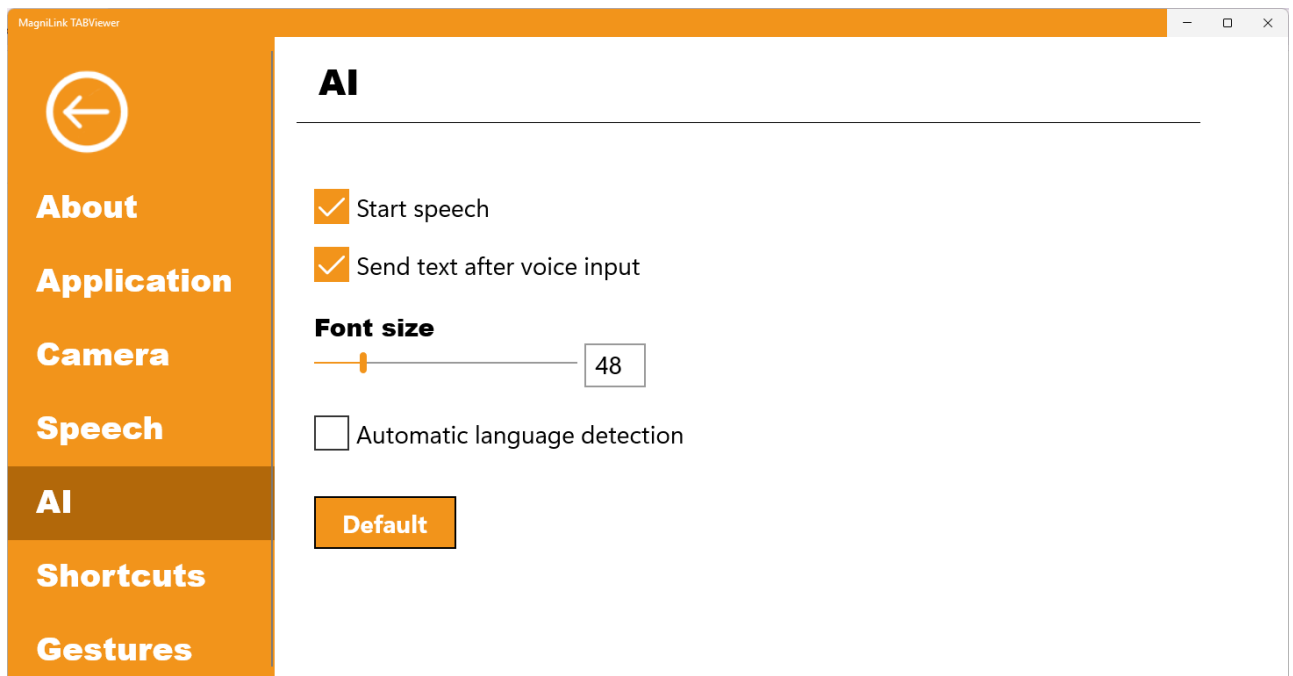 MagniLink TABViewer
About
Application
Camera
Speech
AI
Shortcuts
Gestures
AI
Start speech
Send text after voice input
Font size
48
Automatic language detection
Default